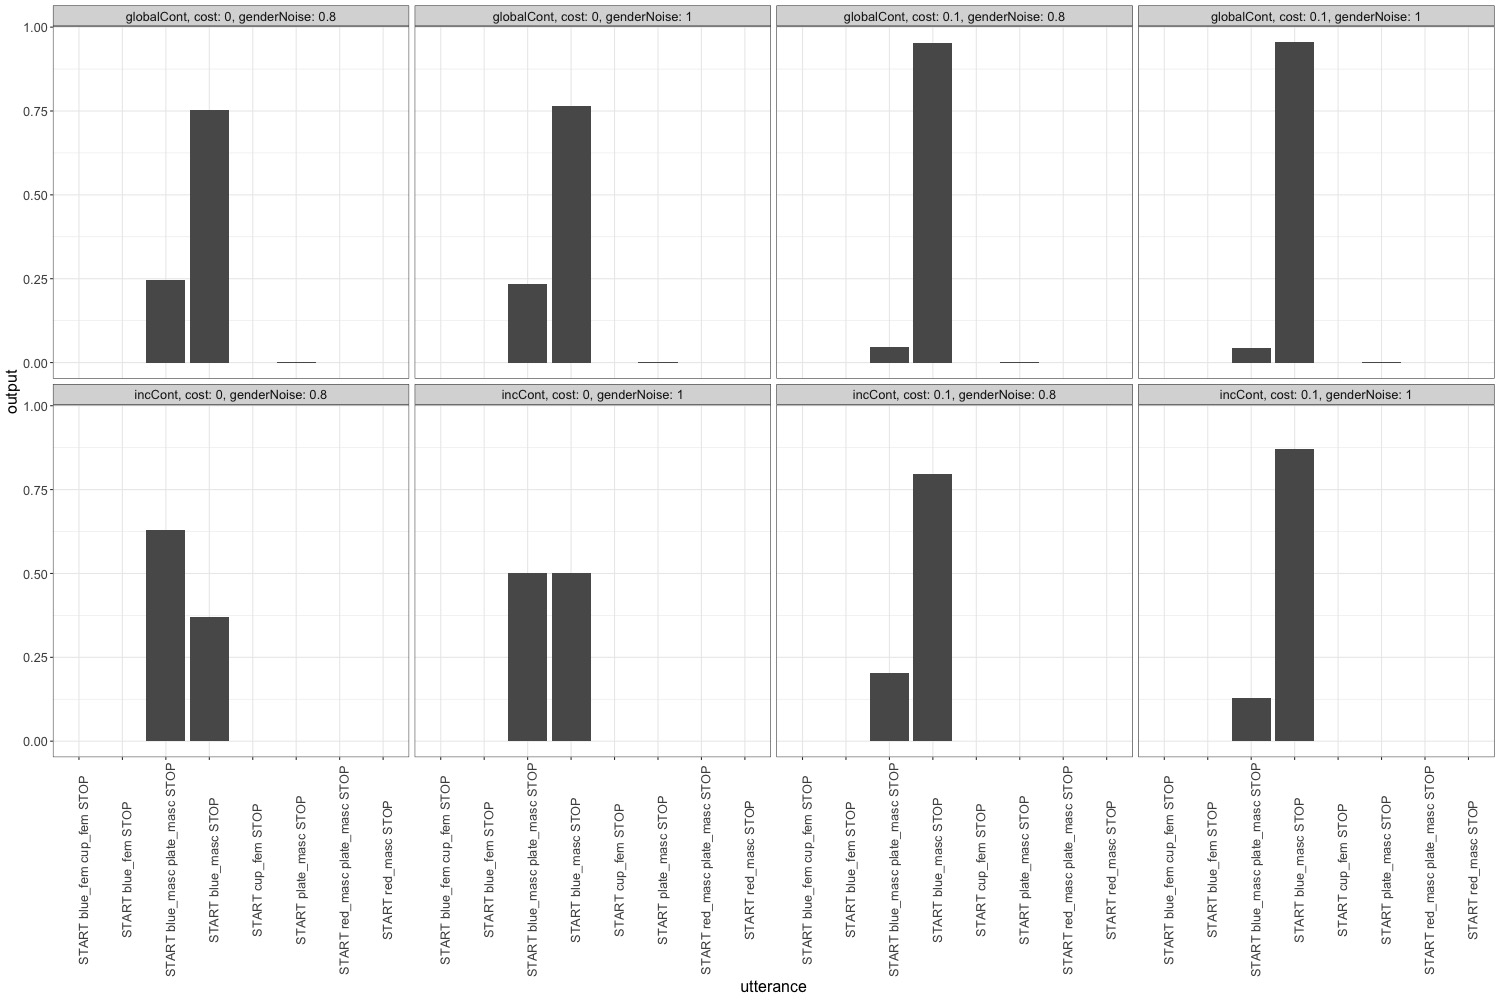 globalCont, cost: 0, genderNoise: 0.8
globalCont, cost: 0, genderNoise: 1
globalCont, cost: 0.1, genderNoise: 0.8
globalCont, cost: 0.1, genderNoise: 1
1.00
0.75
0.50
0.25
0.00
output
incCont, cost: 0, genderNoise: 0.8
incCont, cost: 0, genderNoise: 1
incCont, cost: 0.1, genderNoise: 0.8
incCont, cost: 0.1, genderNoise: 1
1.00
0.75
0.50
0.25
0.00
START blue_fem cup_fem STOP
START blue_fem STOP
START blue_masc plate_masc STOP
START blue_masc STOP
START cup_fem STOP
START plate_masc STOP
START red_masc plate_masc STOP
START red_masc STOP
START blue_fem cup_fem STOP
START blue_fem STOP
START blue_masc plate_masc STOP
START blue_masc STOP
START cup_fem STOP
START plate_masc STOP
START red_masc plate_masc STOP
START red_masc STOP
START blue_fem cup_fem STOP
START blue_fem STOP
START blue_masc plate_masc STOP
START blue_masc STOP
START cup_fem STOP
START plate_masc STOP
START red_masc plate_masc STOP
START red_masc STOP
START blue_fem cup_fem STOP
START blue_fem STOP
START blue_masc plate_masc STOP
START blue_masc STOP
START cup_fem STOP
START plate_masc STOP
START red_masc plate_masc STOP
START red_masc STOP
utterance